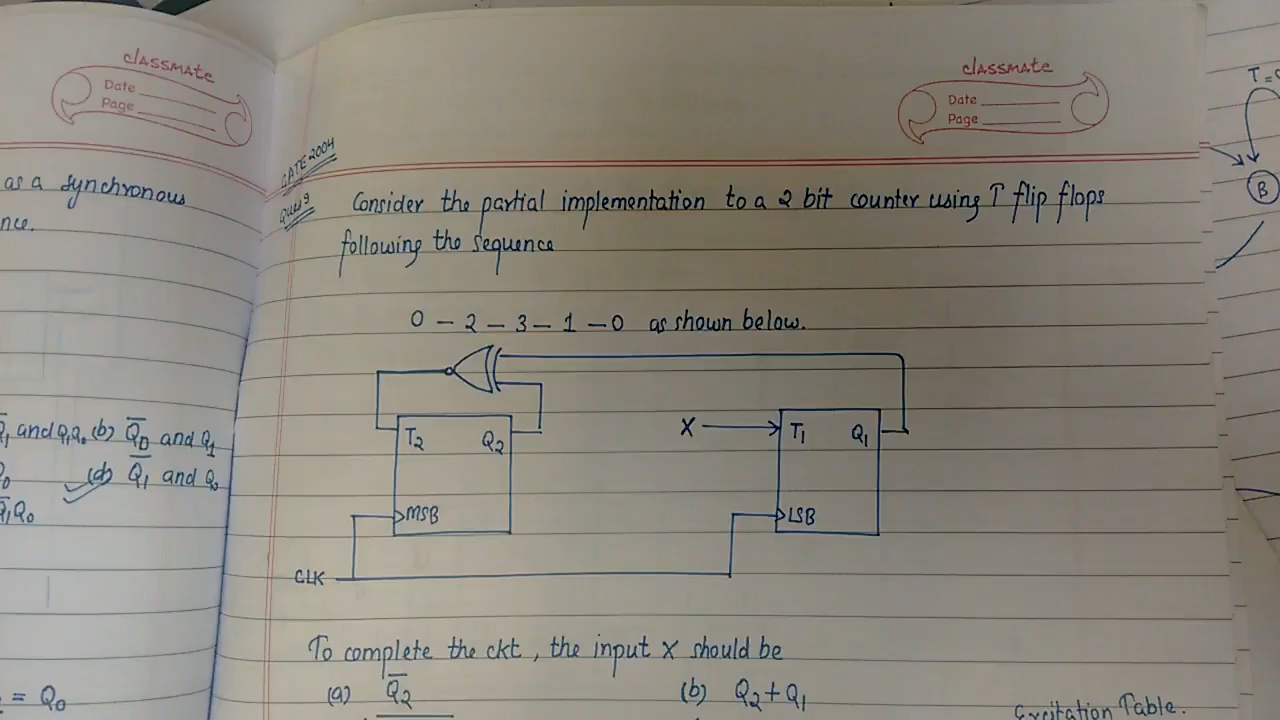 classmate
Date
Page
as a synchronous
nce.
and Q1Q0 (b) Q̅0 and Q1
(d) Q̅1 and Q0
Q̅1Q0
= Q0
classmate
Date
Page
GATE 2004
Ques 9
Consider the partial implementation to a 2 bit counter using T flip flops
following the sequence
0 – 2 – 3 – 1 – 0 as shown below.
X T1 Q1
T2 Q2
MSB LSB
CLK
To complete the ckt, the input X should be
(a) Q̅2 (b) Q2+Q1
Excitation Table.
T=
B